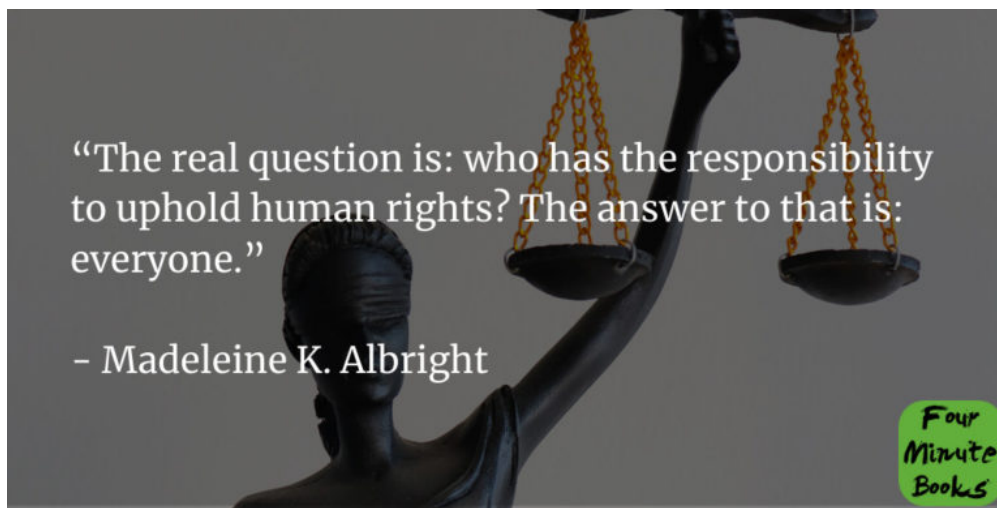 “The real question is: who has the responsibility
to uphold human rights? The answer to that is:
everyone.”
- Madeleine K. Albright
Four
Minute
Books